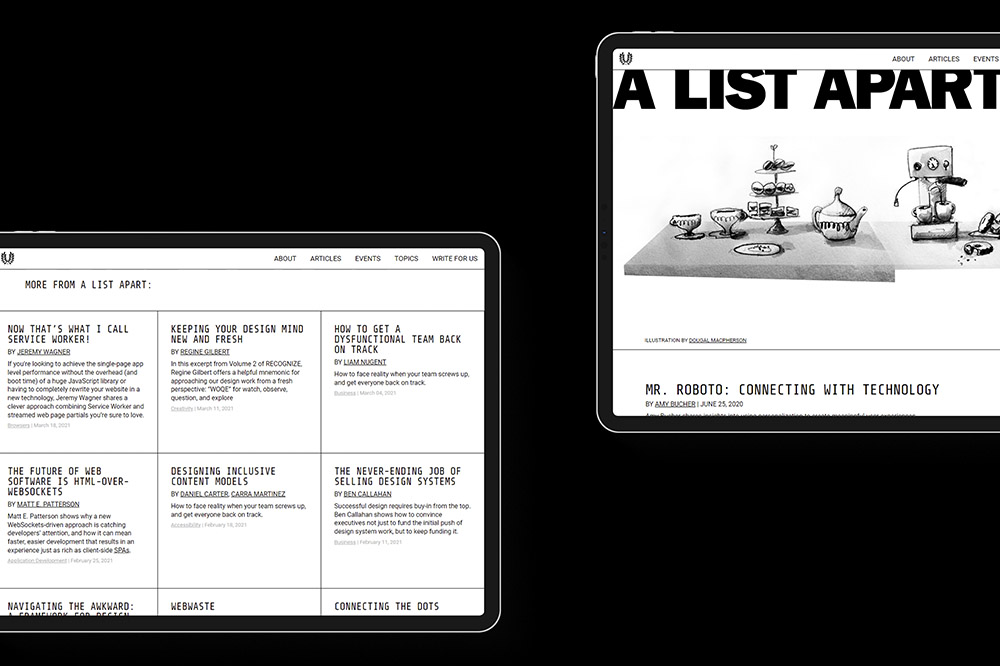 ABOUT ARTICLES EVENTS
A LIST APART
ILLUSTRATION BY DOUGAL MACPHERSON
MR. ROBOTO: CONNECTING WITH TECHNOLOGY
BY AMY BUCHER | JUNE 25, 2020
ABOUT ARTICLES EVENTS TOPICS WRITE FOR US
MORE FROM A LIST APART:
NOW THAT'S WHAT I CALL
SERVICE WORKER!
BY JEREMY WAGNER
If you're looking to achieve the single-page app
level performance without the overhead (and
boot time) of a huge JavaScript library or
having to completely rewrite your website in a
new technology, Jeremy Wagner shares a
clever approach combining Service Worker and
streamed web page partials you're sure to love.
Browsers | March 18, 2021
KEEPING YOUR DESIGN MIND
NEW AND FRESH
BY REGINE GILBERT
In this excerpt from Volume 2 of RECOGNIZE,
Regine Gilbert offers a helpful mnemonic for
approaching our design work from a fresh
perspective: "WOQE" for watch, observe,
question, and explore
Creativity | March 11, 2021
HOW TO GET A
DYSFUNCTIONAL TEAM BACK
ON TRACK
BY LIAM NUGENT
How to face reality when your team screws up,
and get everyone back on track.
Business | March 04, 2021
THE FUTURE OF WEB
SOFTWARE IS HTML-OVER-
WEBSOCKETS
BY MATT E. PATTERSON
Matt E. Patterson shows why a new
WebSockets-driven approach is catching
developers' attention, and how it can mean
faster, easier development that results in an
experience just as rich as client-side SPAs.
Application Development | February 25, 2021
DESIGNING INCLUSIVE
CONTENT MODELS
BY DANIEL CARTER, CARRA MARTINEZ
How to face reality when your team screws up,
and get everyone back on track.
Accessibility | February 18, 2021
THE NEVER-ENDING JOB OF
SELLING DESIGN SYSTEMS
BY BEN CALLAHAN
Successful design requires buy-in from the top.
Ben Callahan shows how to convince
executives not just to fund the initial push of
design system work, but to keep funding it.
Business | February 11, 2021
NAVIGATING THE AWKWARD:
A FRAMEWORK FOR DESIGN
WEBWASTE
CONNECTING THE DOTS